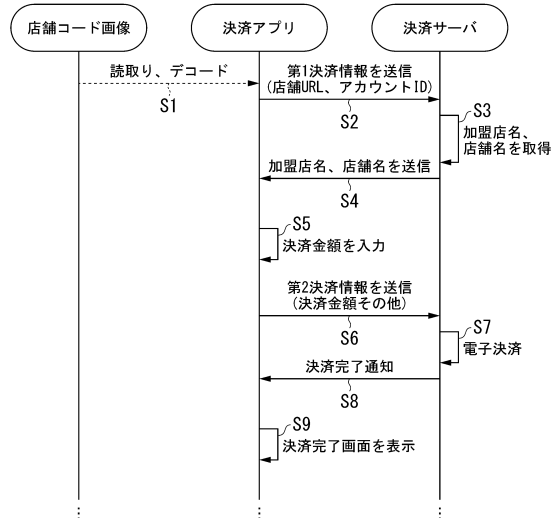 店舗コード画像
決済アプリ
決済サーバ
読取り、デコード
S1
第1決済情報を送信
(店舗URL、アカウントID)
S2
S3
加盟店名、
店舗名を取得
加盟店名、店舗名を送信
S4
S5
決済金額を入力
第2決済情報を送信
(決済金額その他)
S6
S7
電子決済
決済完了通知
S8
S9
決済完了画面を表示